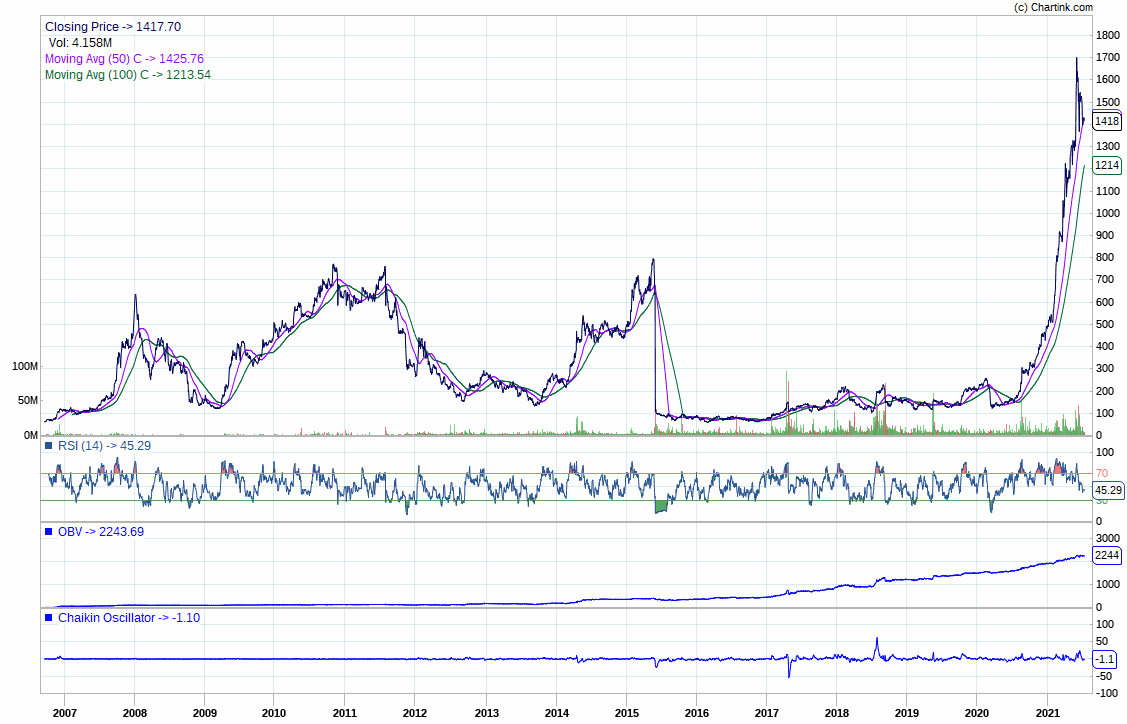 (c) Chartink.com
Closing Price -> 1417.70
Vol: 4.158M
Moving Avg (50) C -> 1425.76
Moving Avg (100) C -> 1213.54
1800
1700
1600
1500
1418
1300
1214
1100
1000
900
800
700
600
500
400
300
200
100
0
100M
50M
0M
RSI (14) -> 45.29
100
70
45.29
30
0
OBV -> 2243.69
3000
2244
1000
0
Chaikin Oscillator -> -1.10
100
50
-1.1
-50
-100
2007 2008 2009 2010 2011 2012 2013 2014 2015 2016 2017 2018 2019 2020 2021